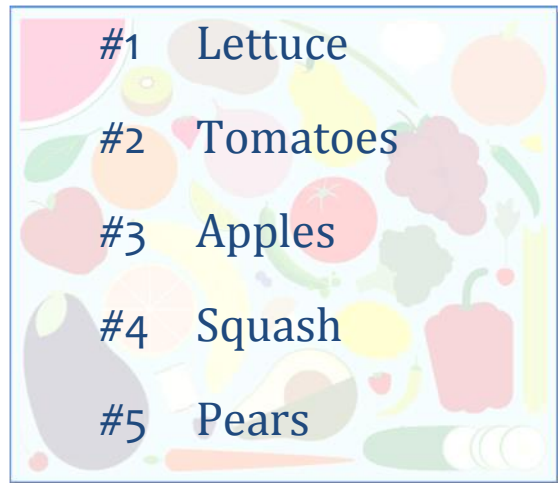 #1 Lettuce
#2 Tomatoes
#3 Apples
#4 Squash
#5 Pears